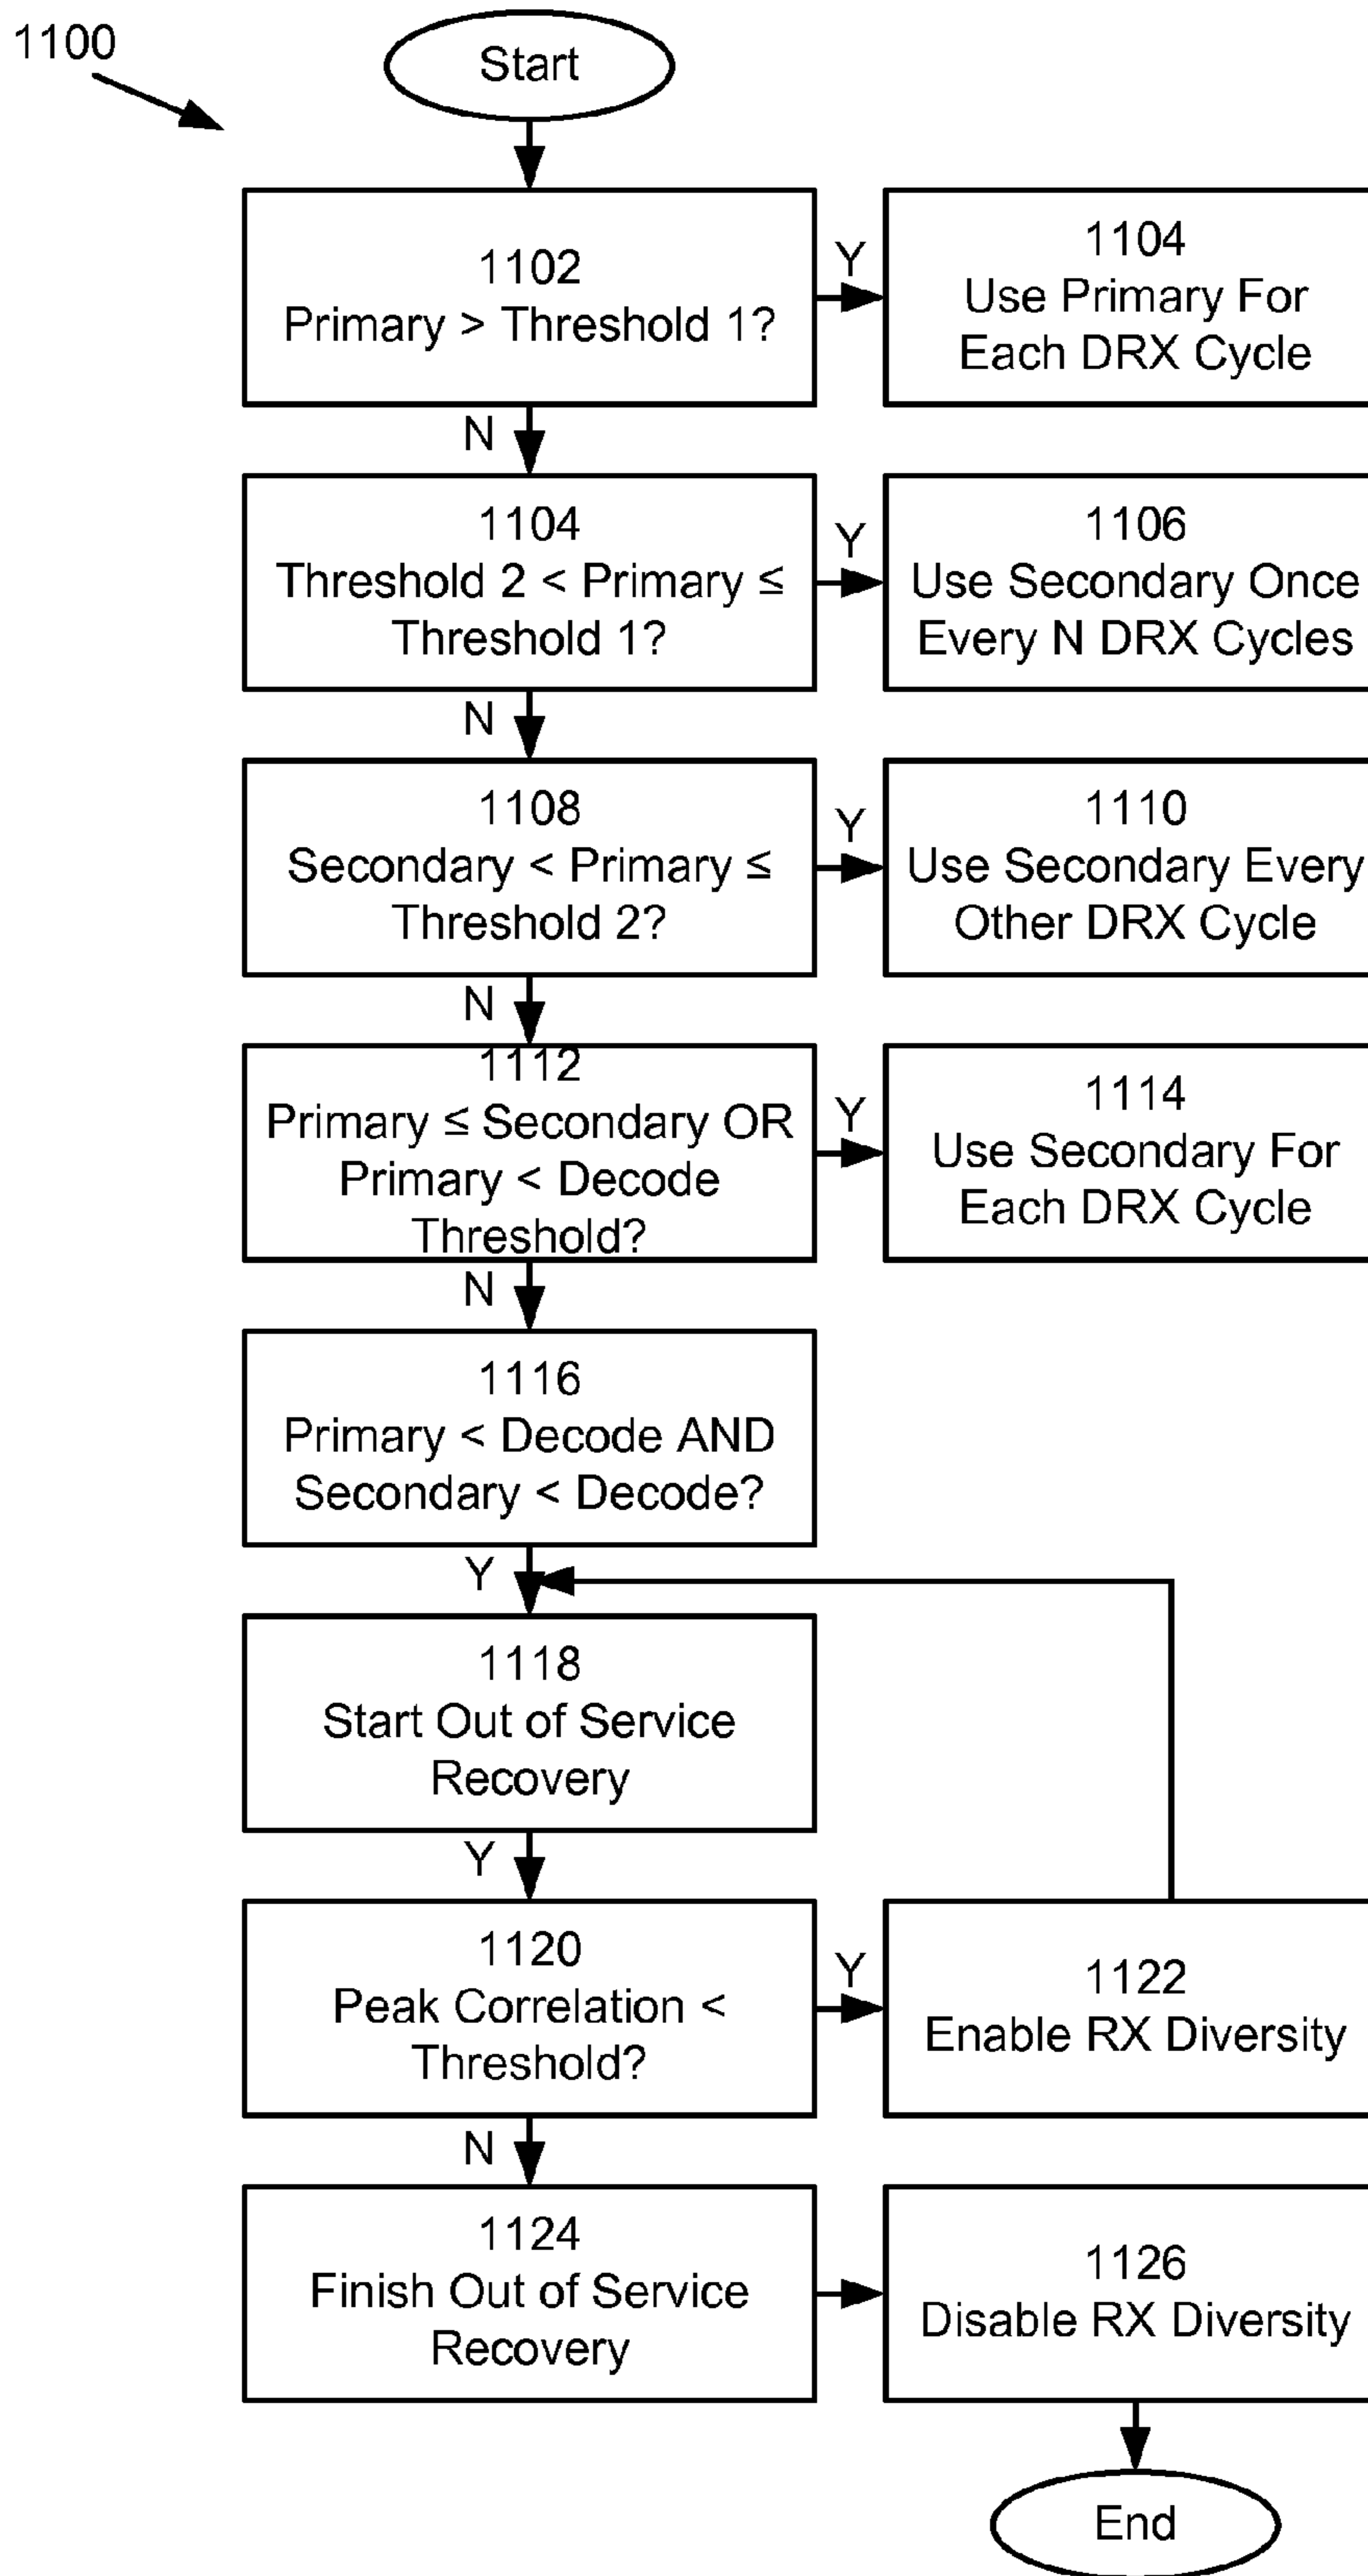 1100
Start
1102
Primary > Threshold 1?
Y
1104
Use Primary For
Each DRX Cycle
N
1104
Threshold 2 < Primary ≤
Threshold 1?
Y
1106
Use Secondary Once
Every N DRX Cycles
N
1108
Secondary < Primary ≤
Threshold 2?
Y
1110
Use Secondary Every
Other DRX Cycle
N
1112
Primary ≤ Secondary OR
Primary < Decode
Threshold?
Y
1114
Use Secondary For
Each DRX Cycle
N
1116
Primary < Decode AND
Secondary < Decode?
Y
1118
Start Out of Service
Recovery
Y
1120
Peak Correlation <
Threshold?
Y
1122
Enable RX Diversity
N
1124
Finish Out of Service
Recovery
1126
Disable RX Diversity
End